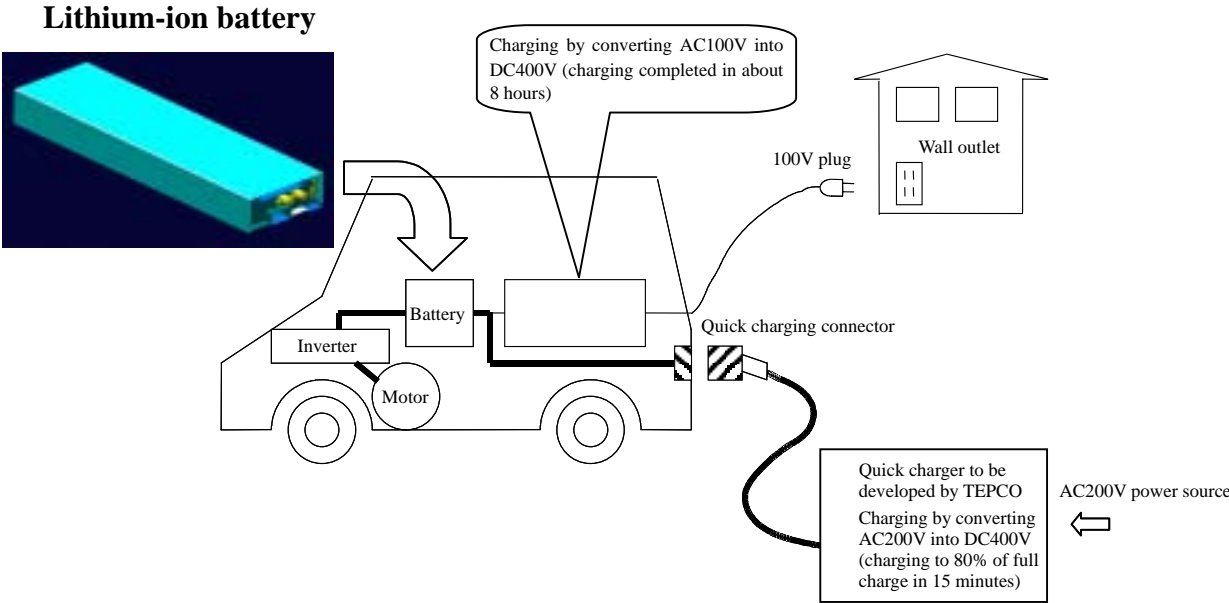 Lithium-ion battery
Charging by converting AC100V into
DC400V (charging completed in about
8 hours)
Wall outlet
100V plug
Battery
Quick charging connector
Inverter
Motor
Quick charger to be
developed by TEPCO
AC200V power source
Charging by converting
AC200V into DC400V
(charging to 80% of full
charge in 15 minutes)